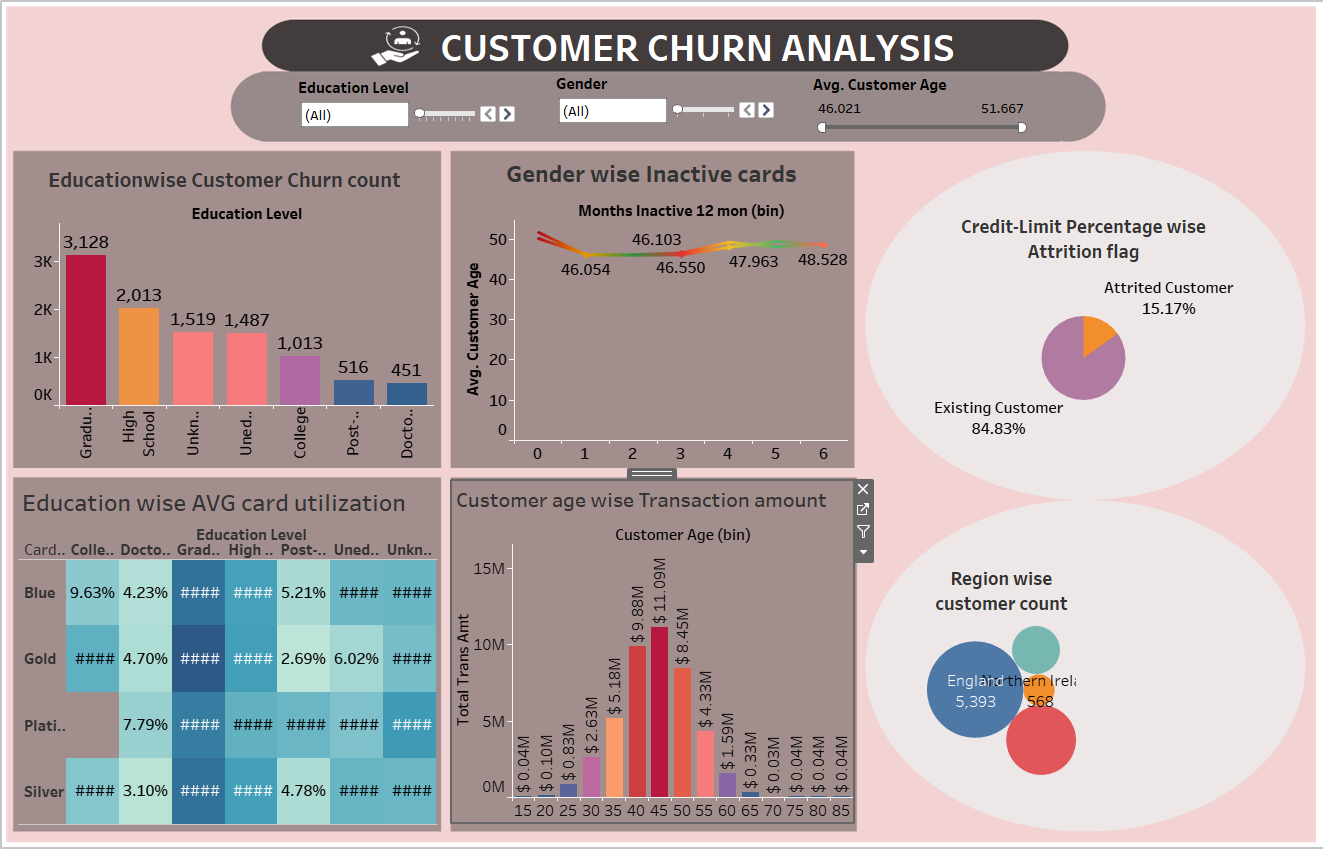 CUSTOMER CHURN ANALYSIS
Education Level
(All)
Gender
(All)
Avg. Customer Age
46.021 51.667
Educationwise Customer Churn count
Education Level
3,128
2,013
1,519
1,487
1,013
516
451
3K
2K
1K
0K
Gradu..
High School
Unkn..
Uned..
College
Post-..
Docto..
Gender wise Inactive cards
Months Inactive 12 mon (bin)
Avg. Customer Age
50
40
30
20
10
0
46.054
46.103
46.550
47.963
48.528
0 1 2 3 4 5 6
Credit-Limit Percentage wise
Attrition flag
Attrited Customer
15.17%
Existing Customer
84.83%
Education wise AVG card utilization
Education Level
Card.. Colle.. Docto.. Grad.. High .. Post-.. Uned.. Unkn..
Blue 9.63% 4.23% #### #### 5.21% #### ####
Gold #### 4.70% #### #### 2.69% 6.02% ####
Plati.. 7.79% #### #### #### #### ####
Silver #### 3.10% #### #### 4.78% #### ####
Customer age wise Transaction amount
Customer Age (bin)
Total Trans Amt
15M
10M
5M
0M
$ 0.04M
$ 0.10M
$ 0.83M
$ 2.63M
$ 5.18M
$ 9.88M
$ 11.09M
$ 8.45M
$ 4.33M
$ 1.59M
$ 0.33M
$ 0.03M
$ 0.04M
$ 0.04M
$ 0.04M
15 20 25 30 35 40 45 50 55 60 65 70 75 80 85
Region wise
customer count
England
5,393
Northern Irela
568